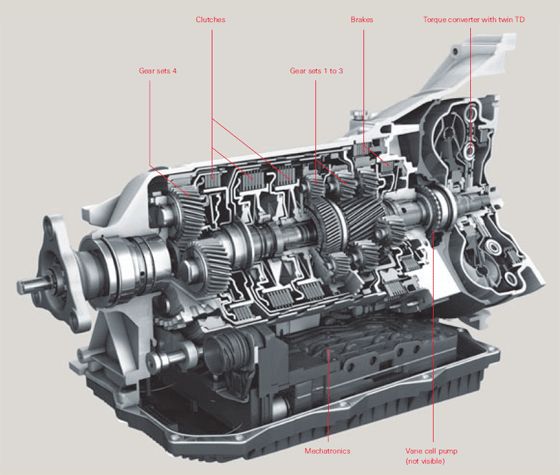 Clutches
Brakes
Torque converter with twin TD
Gear sets 4
Gear sets 1 to 3
Mechatronics
Vane cell pump
(not visible)